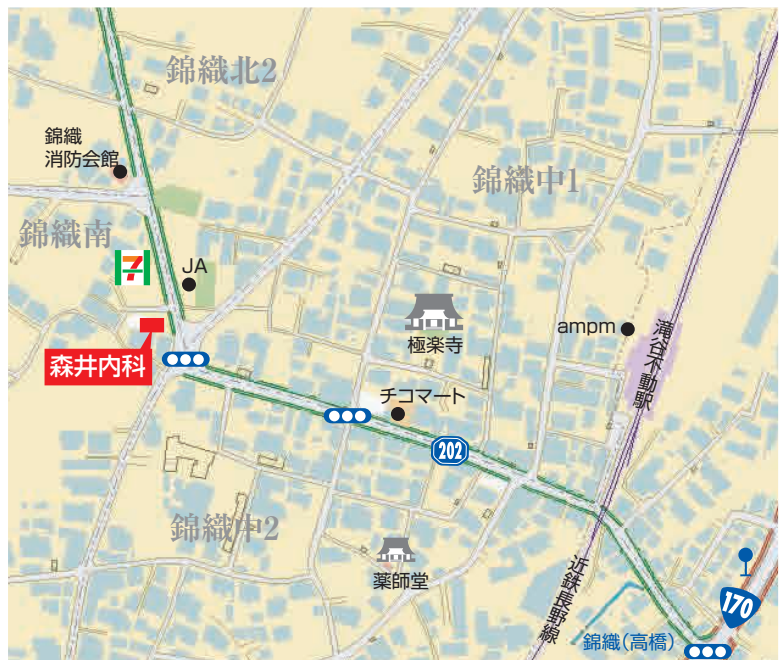 錦織北2
錦織
消防会館
錦織中1
錦織南
7
JA
ampm
極楽寺
滝谷不動駅
森井内科
チコマート
202
錦織中2
薬師堂
近鉄長野線
170
錦織(高橋)